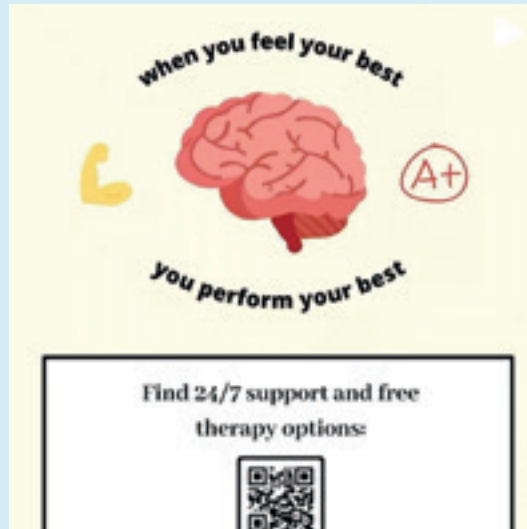 when you feel your best
A+
you perform your best
Find 24/7 support and free
therapy options: